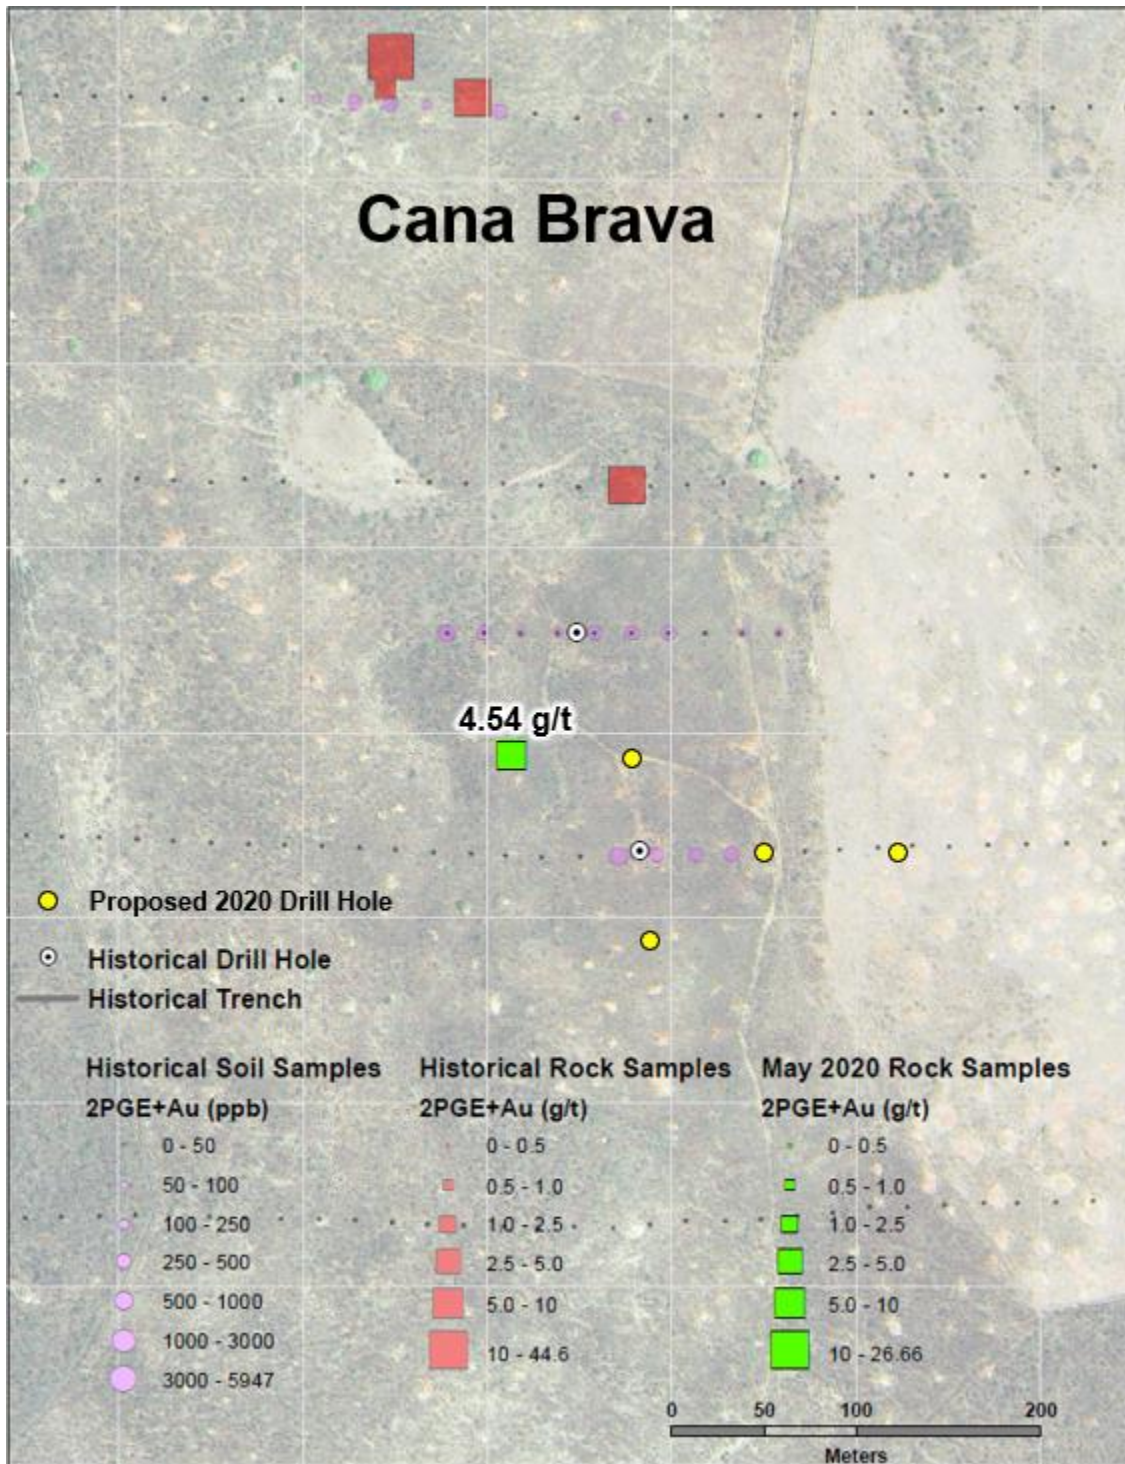 Cana Brava
4.54 g/t
Proposed 2020 Drill Hole
Historical Drill Hole
Historical Trench
Historical Soil Samples
2PGE+Au (ppb)
0 - 50
50 - 100
100 - 250
250 - 500
500 - 1000
1000 - 3000
3000 - 5947
Historical Rock Samples
2PGE+Au (g/t)
0 - 0.5
0.5 - 1.0
1.0 - 2.5
2.5 - 5.0
5.0 - 10
10 - 44.6
May 2020 Rock Samples
2PGE+Au (g/t)
0 - 0.5
0.5 - 1.0
1.0 - 2.5
2.5 - 5.0
5.0 - 10
10 - 26.66
0 50 100 200
Meters